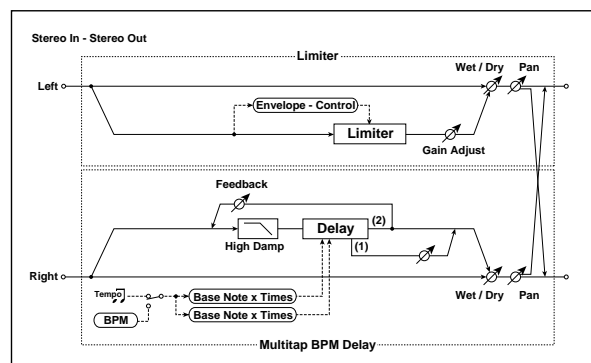 Stereo In - Stereo Out
Limiter
Wet / Dry Pan
Left
Envelope - Control
Limiter
Gain Adjust
Feedback
Delay
(2)
(1)
High Damp
Right
Tempo
BPM
Base Note x Times
Base Note x Times
Wet / Dry Pan
Multitap BPM Delay